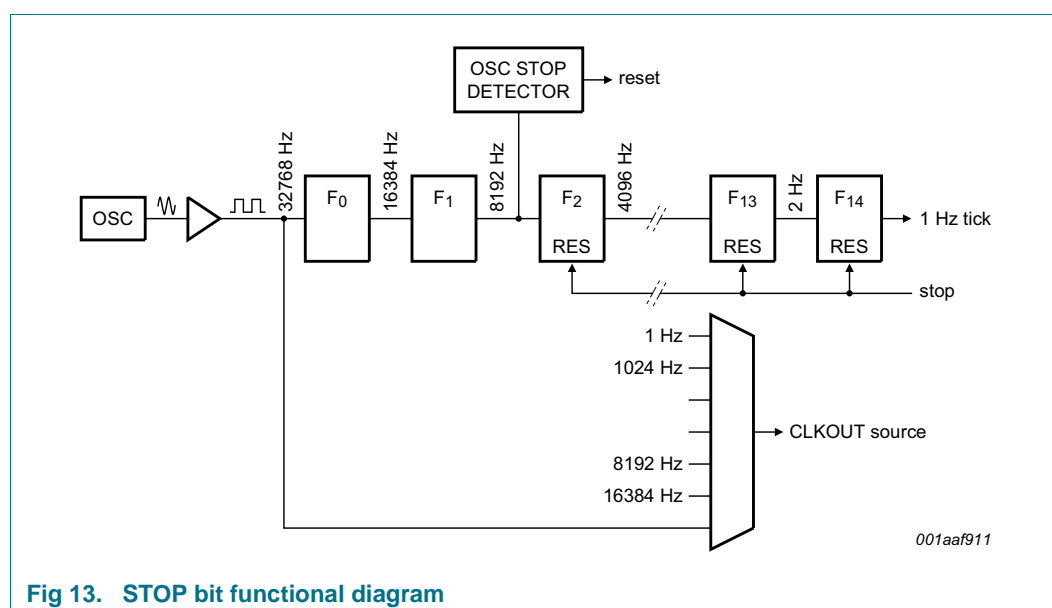 OSC STOP
DETECTOR
reset
32768 Hz
16384 Hz
8192 Hz
4096 Hz
2 Hz
OSC
F0
F1
F2
RES
F13
RES
F14
RES
1 Hz tick
stop
1 Hz
1024 Hz
CLKOUT source
8192 Hz
16384 Hz
001aaf911
Fig 13. STOP bit functional diagram